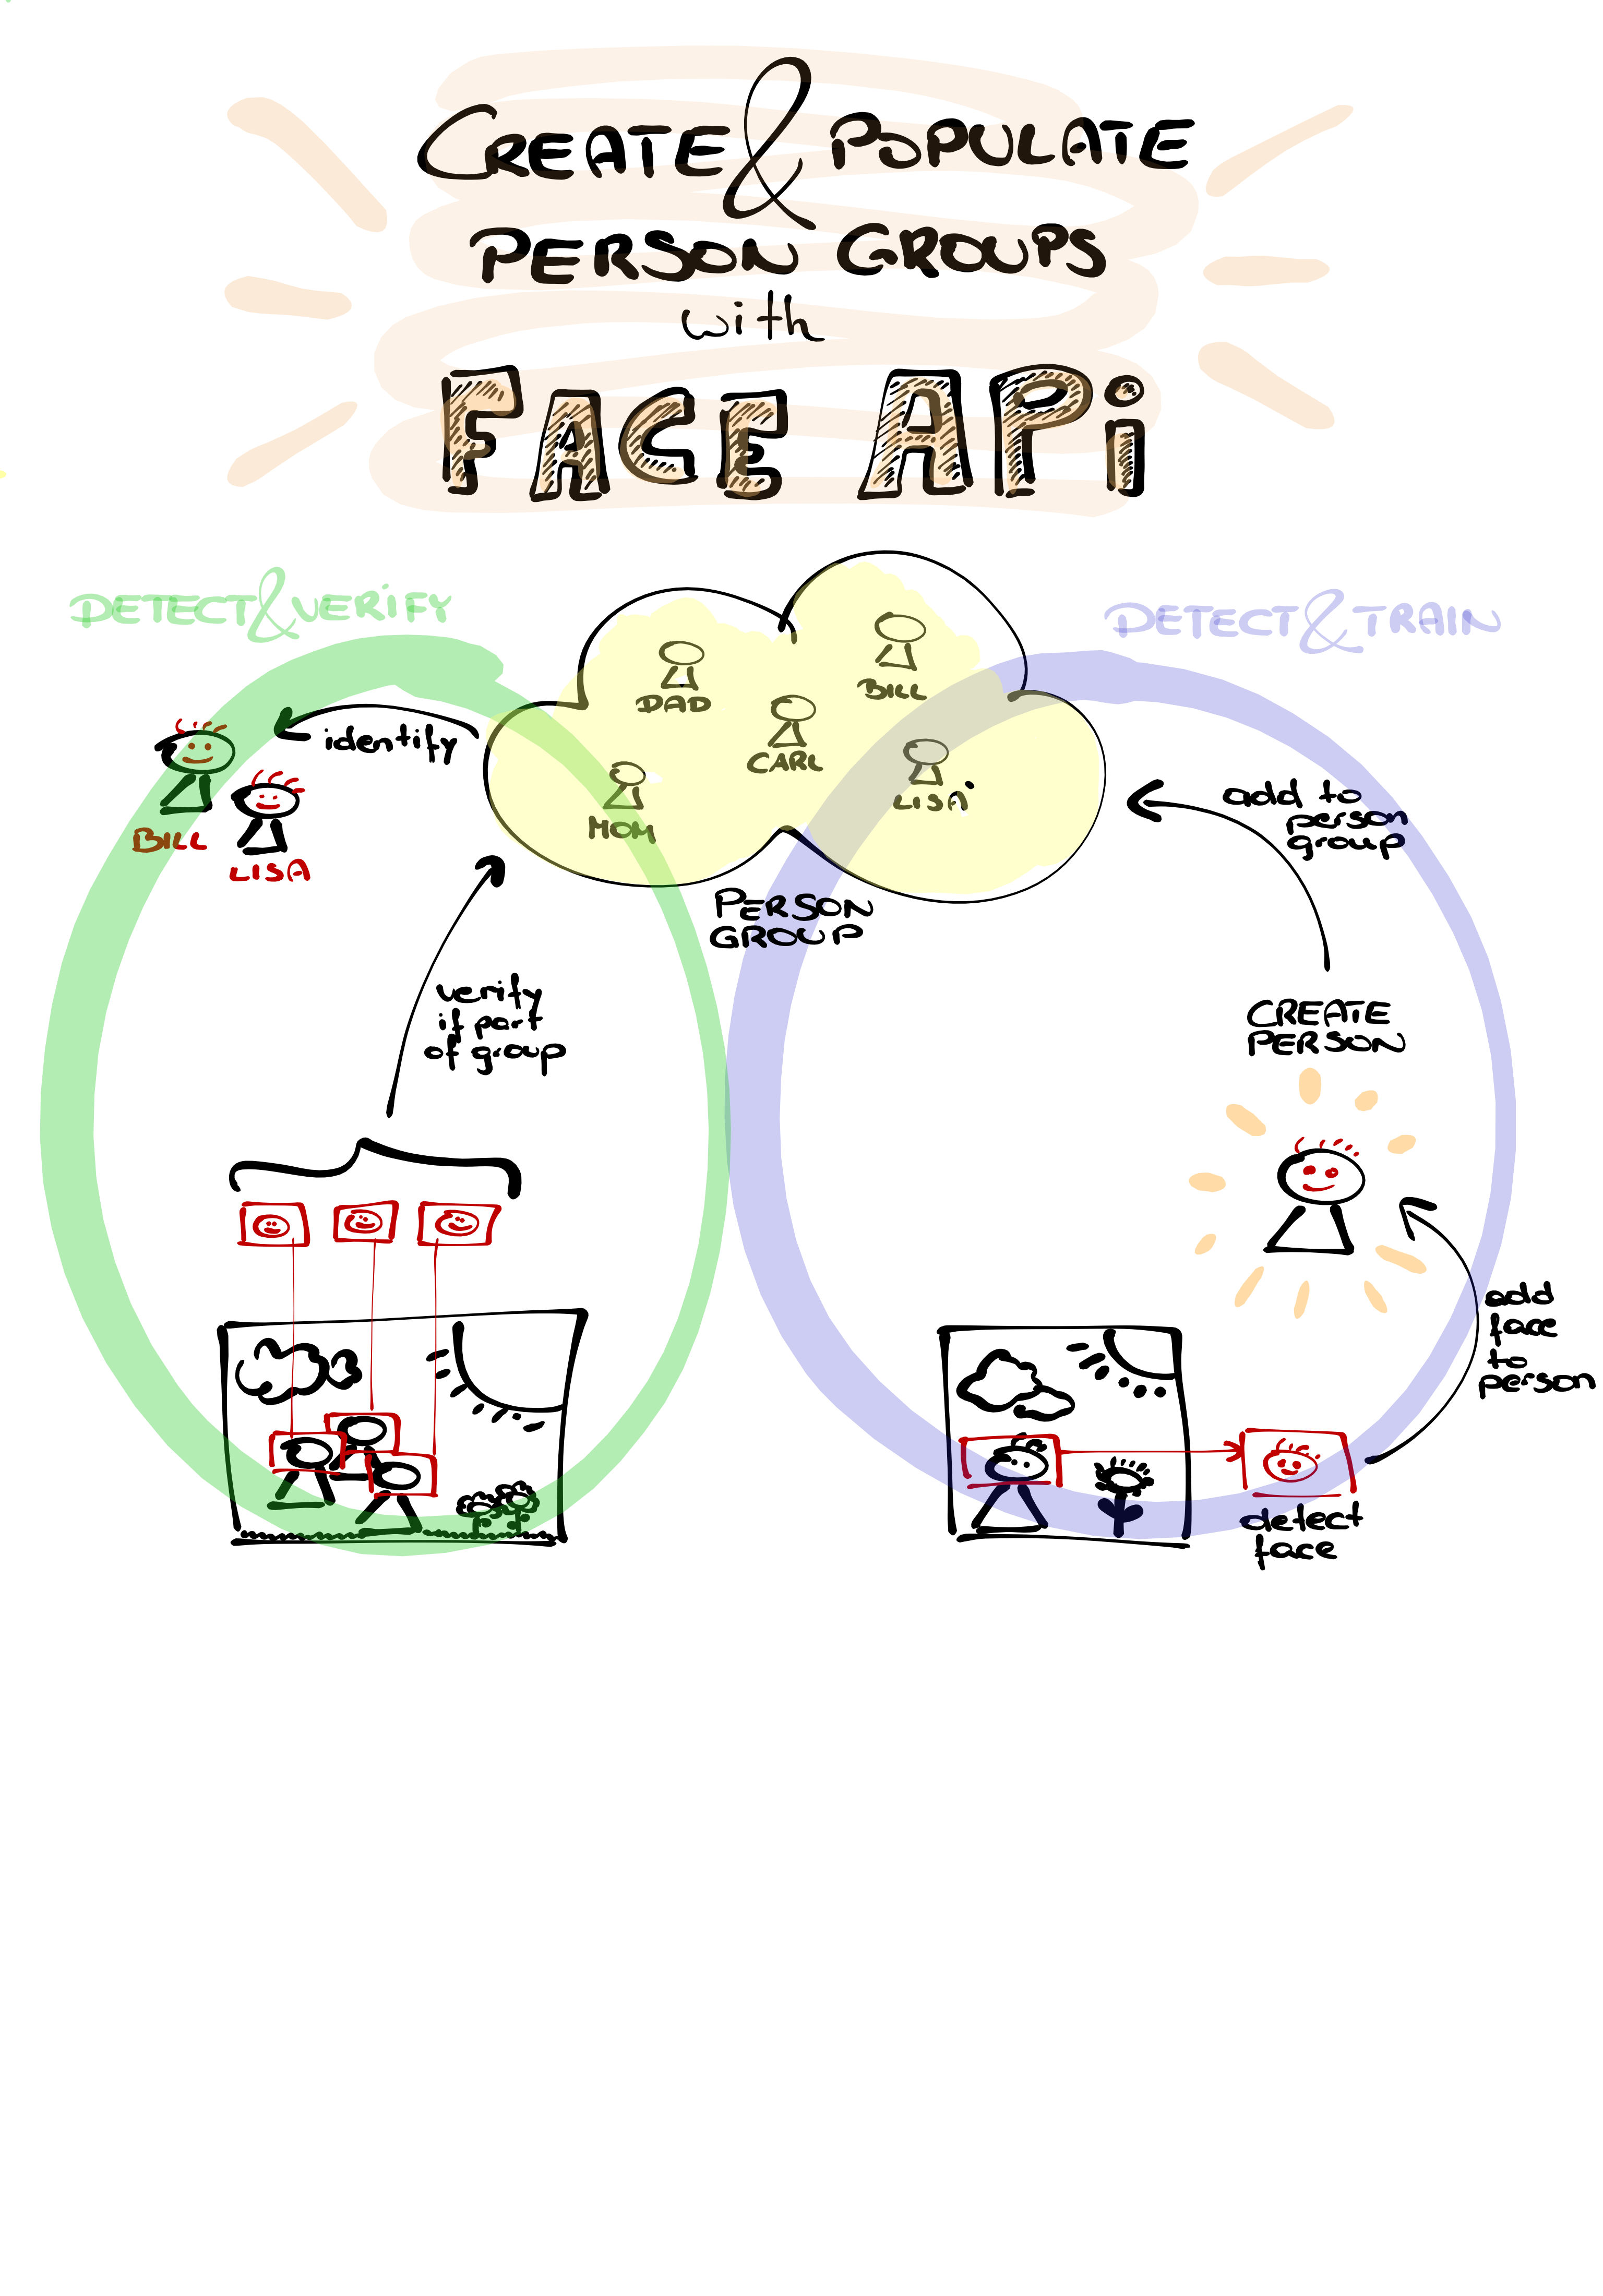 CREATE & POPULATE
PERSON GROUPS
with
FACE APi
DETECT & VERiFY
DETECT & TRAIN
DAD
BILL
CARL
LISA
MOM
identify
BILL
LISA
PERSON
GROUP
add to
person
group
verify
if part
of group
CREATE
PERSON
add
face
to
person
detect
face